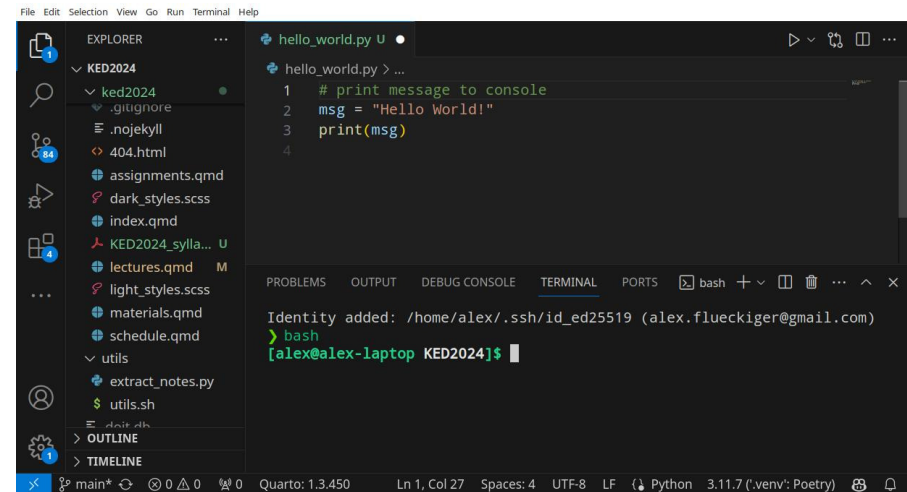 File Edit Selection View Go Run Terminal Help
EXPLORER ...
1
KED2024
ked2024
.gitignore
.nojekyll
404.html
84
assignments.qmd
dark_styles.scss
index.qmd
4
KED2024_sylla... U
lectures.qmd M
light_styles.scss
materials.qmd
schedule.qmd
utils
extract_notes.py
$ utils.sh
doit.db
OUTLINE
1
TIMELINE
hello_world.py U
hello_world.py > ...
1 # print message to console
2 msg = "Hello World!"
3 print(msg)
4
PROBLEMS OUTPUT DEBUG CONSOLE TERMINAL PORTS bash
Identity added: /home/alex/.ssh/id_ed25519 (alex.flueckiger@gmail.com)
❯ bash
[alex@alex-laptop KED2024]$
main* 0 0 0 Quarto: 1.3.450 Ln 1, Col 27 Spaces: 4 UTF-8 LF Python 3.11.7 ('.venv': Poetry)